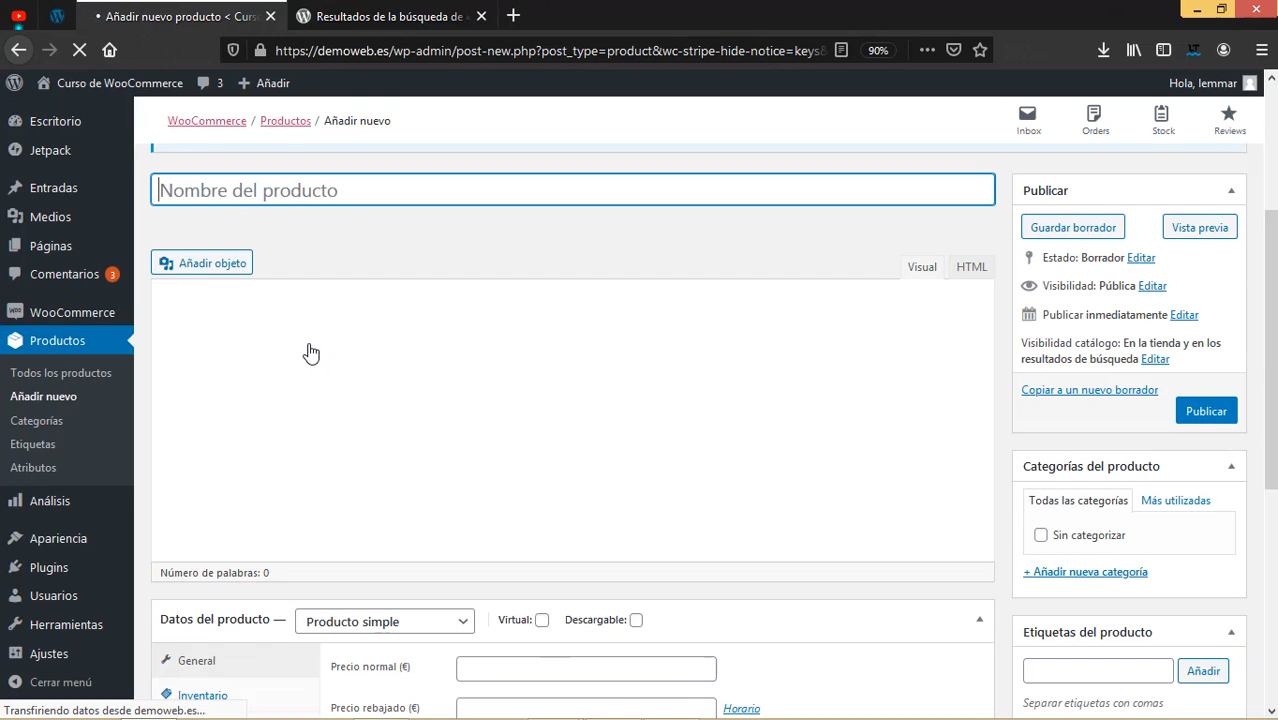 Añadir nuevo producto < Curs
Resultados de la búsqueda de
https://demoweb.es/wp-admin/post-new.php?post_type=product&wc-stripe-hide-notice=keys&
90%
Curso de WooCommerce
3
Añadir
Hola, lemmar
Escritorio
Jetpack
Entradas
Medios
Páginas
Comentarios 3
WooCommerce
Productos
Todos los productos
Añadir nuevo
Categorías
Etiquetas
Atributos
Análisis
Apariencia
Plugins
Usuarios
Herramientas
Ajustes
Cerrar menú
WooCommerce / Productos / Añadir nuevo
Inbox
Orders
Stock
Reviews
Nombre del producto
Añadir objeto
Visual
HTML
Número de palabras: 0
Datos del producto —
Producto simple
Virtual:
Descargable:
General
Inventario
Precio normal (€)
Precio rebajado (€)
Horario
Publicar
Guardar borrador
Vista previa
Estado: Borrador Editar
Visibilidad: Pública Editar
Publicar inmediatamente Editar
Visibilidad catálogo: En la tienda y en los
resultados de búsqueda Editar
Copiar a un nuevo borrador
Publicar
Categorías del producto
Todas las categorías
Más utilizadas
Sin categorizar
+ Añadir nueva categoría
Etiquetas del producto
Añadir
Separar etiquetas con comas
Transfiriendo datos desde demoweb.es...